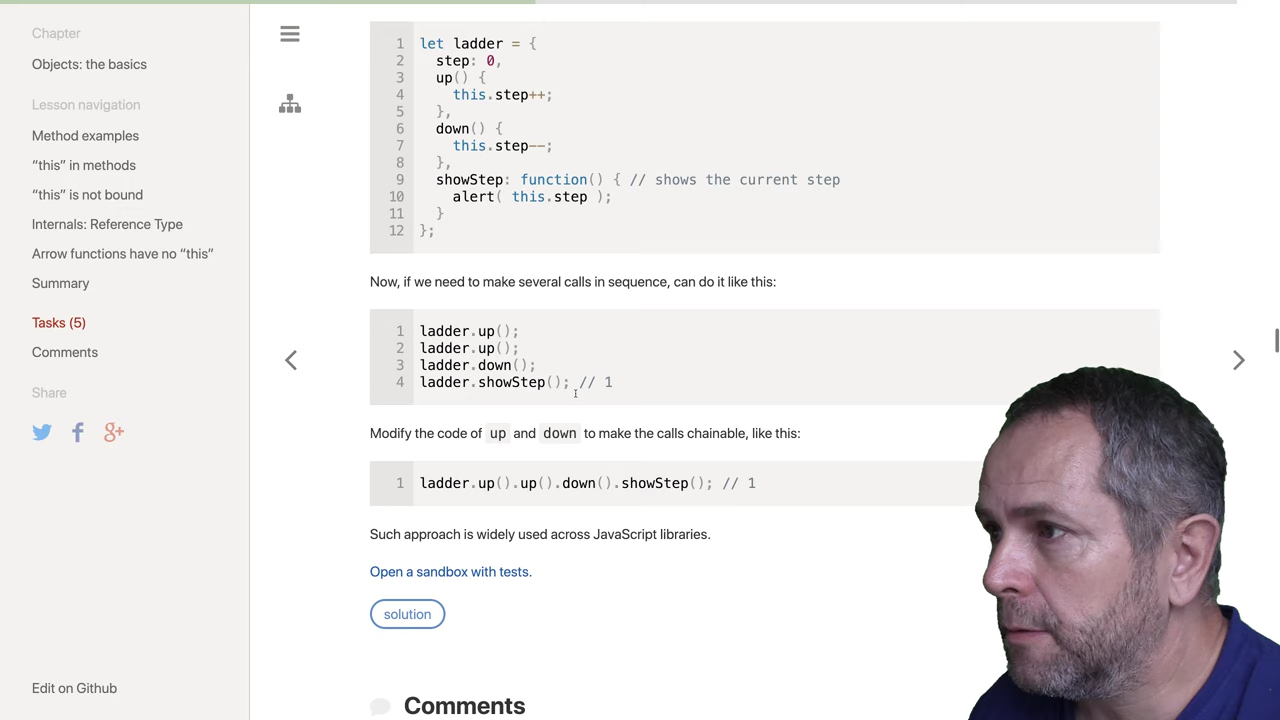 Chapter
Objects: the basics
Lesson navigation
Method examples
“this” in methods
“this” is not bound
Internals: Reference Type
Arrow functions have no “this”
Summary
Tasks (5)
Comments
Share
g+
Edit on Github
1 let ladder = {
2 step: 0,
3 up() {
4 this.step++;
5 },
6 down() {
7 this.step--;
8 },
9 showStep: function() { // shows the current step
10 alert( this.step );
11 }
12 };
Now, if we need to make several calls in sequence, can do it like this:
1 ladder.up();
2 ladder.up();
3 ladder.down();
4 ladder.showStep(); // 1
Modify the code of up and down to make the calls chainable, like this:
1 ladder.up().up().down().showStep(); // 1
Such approach is widely used across JavaScript libraries.
Open a sandbox with tests.
solution
Comments